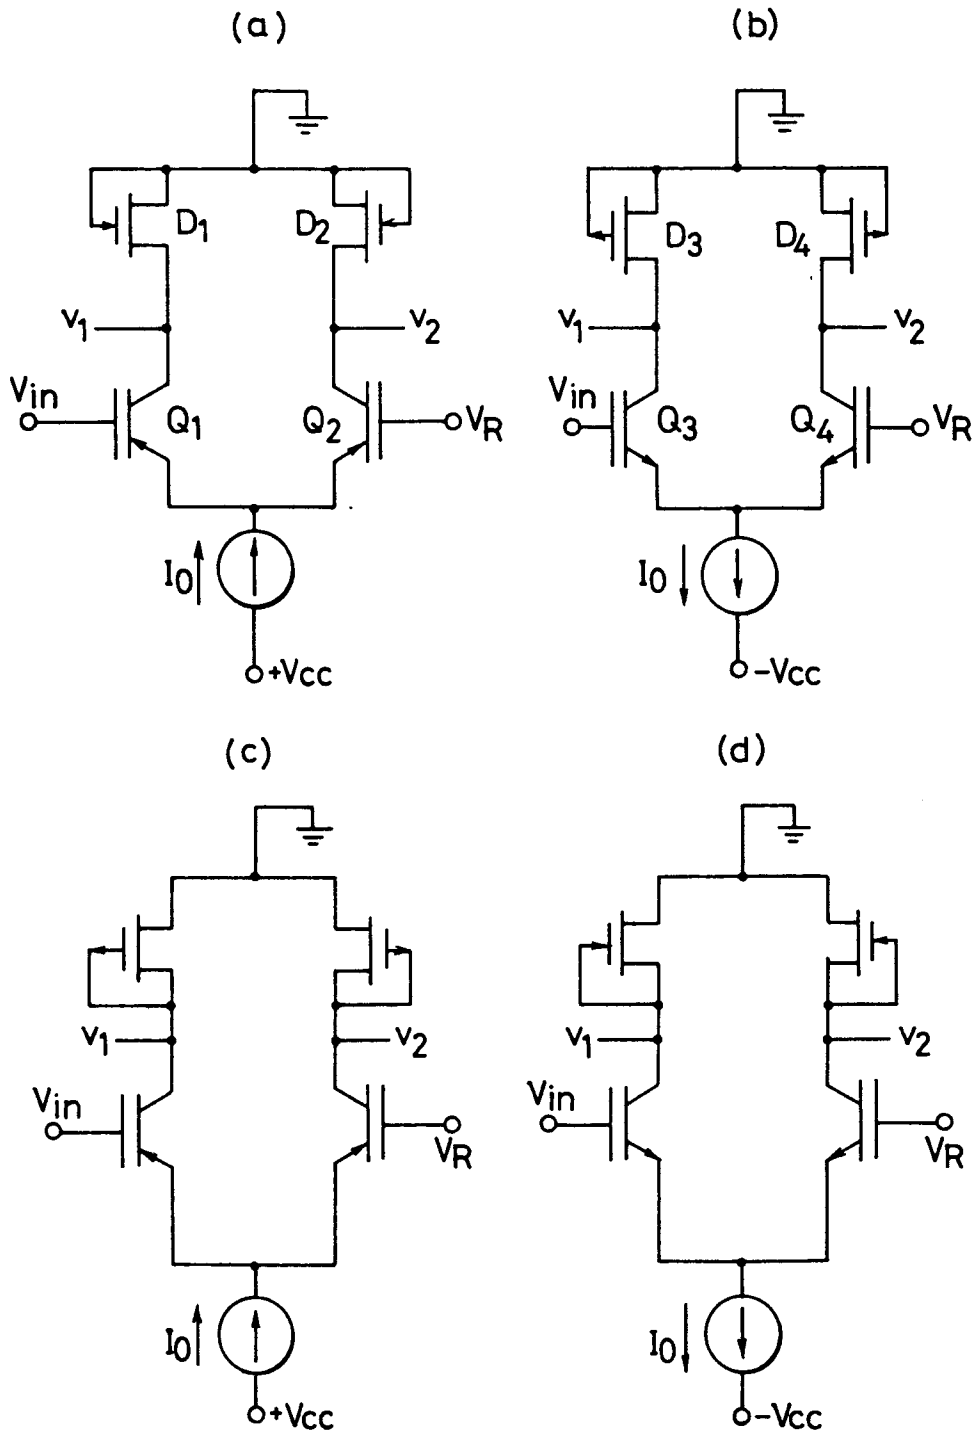 (a)
(b)
D1
D2
D3
D4
v1
v2
v1
v2
Vin
Q1
Q2
VR
Vin
Q3
Q4
VR
I0
I0
+Vcc
-Vcc
(c)
(d)
v1
v2
v1
v2
Vin
VR
Vin
VR
I0
I0
+Vcc
-Vcc